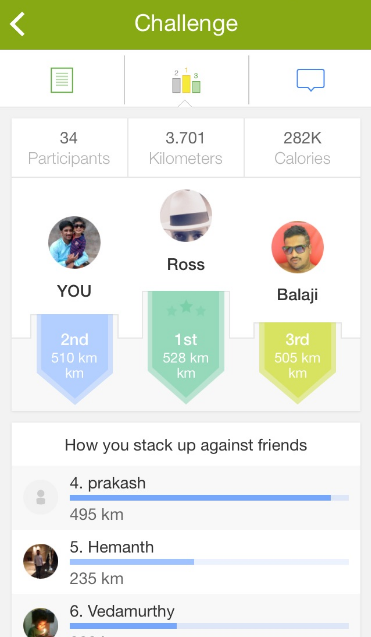 Challenge
2 1 3
34 3.701 282K
Participants Kilometers Calories
YOU Ross Balaji
2nd 1st 3rd
510 km 528 km 505 km
km km km
How you stack up against friends
4. prakash
495 km
5. Hemanth
235 km
6. Vedamurthy